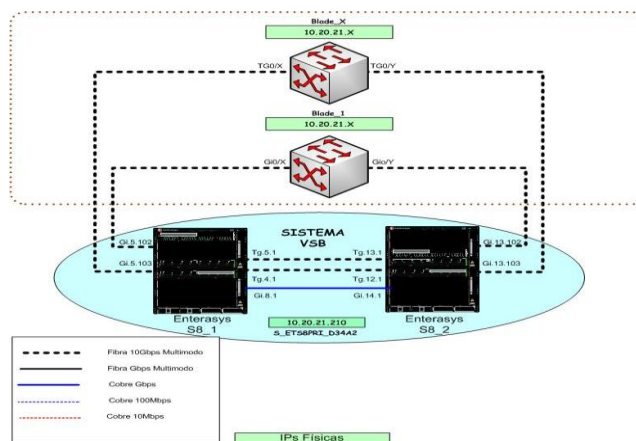 Blade_X
10.20.21.X
TG0/X
TG0/Y
Blade_1
10.20.21.X
Gi0/X
Gio/Y
SISTEMA
VSB
Gi.5.102
Gi.13.102
Tg.5.1
Tg.13.1
Gi.5.103
Gi.13.103
Tg.4.1
Tg.12.1
Gi.8.1
Gi.14.1
Enterasys
S8_1
Enterasys
S8_2
10.20.21.210
S_ETS8PRI_D34A2
Fibra 10Gbps Multimodo
Fibra Gbps Multimodo
Cobre Gbps
Cobre 100Mbps
Cobre 10Mbps
IPs Físicas